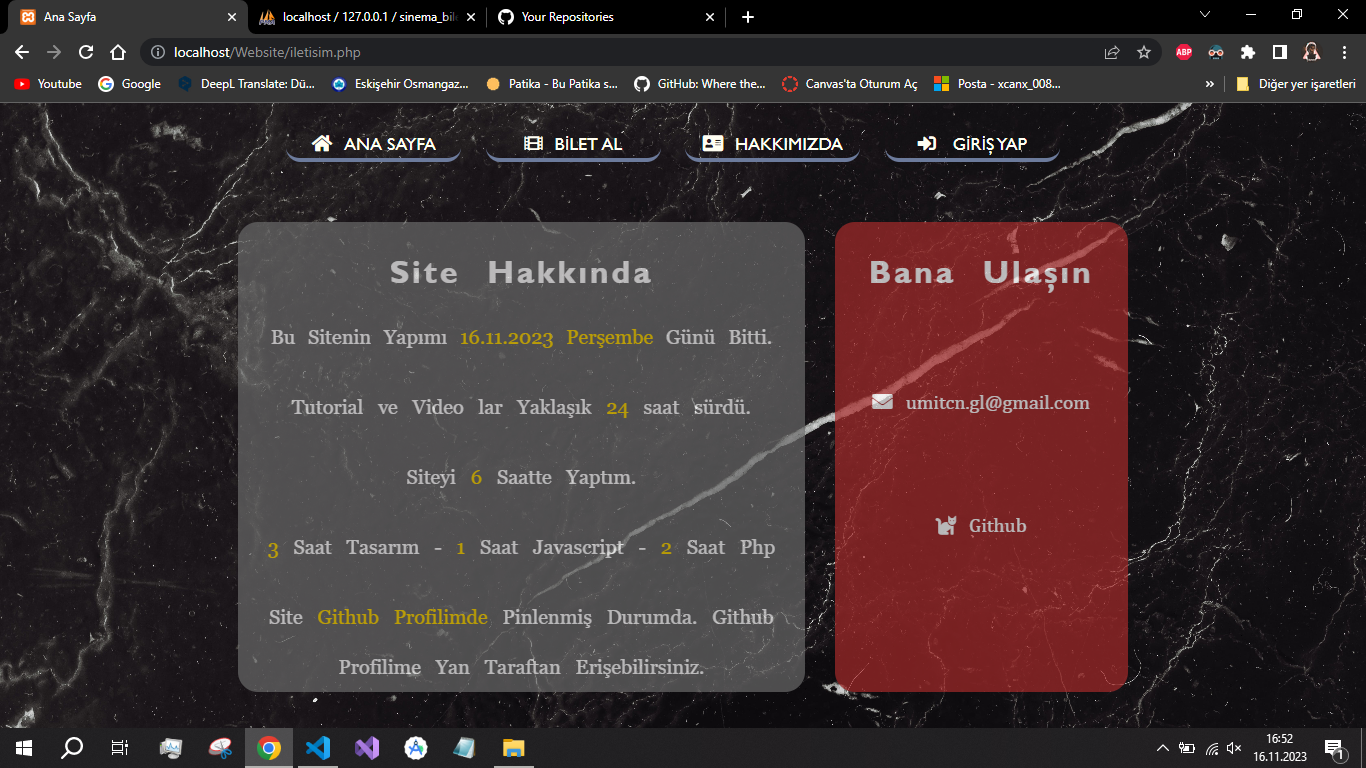 Ana Sayfa
localhost / 127.0.0.1 / sinema_bil
Your Repositories
localhost/Website/iletisim.php
ABP
Youtube
Google
DeepL Translate: Dü...
Eskişehir Osmangaz...
Patika - Bu Patika s...
GitHub: Where the...
Canvas'ta Oturum Aç
Posta - xcanx_008...
»
Diğer yer işaretleri
ANA SAYFA
BİLET AL
HAKKIMIZDA
GİRİŞ YAP
Site Hakkında
Bu Sitenin Yapımı 16.11.2023 Perşembe Günü Bitti.
Tutorial ve Video lar Yaklaşık 24 saat sürdü.
Siteyi 6 Saatte Yaptım.
3 Saat Tasarım - 1 Saat Javascript - 2 Saat Php
Site Github Profilimde Pinlenmiş Durumda. Github
Profilime Yan Taraftan Erişebilirsiniz.
Bana Ulaşın
umitcn.gl@gmail.com
Github
16:52
16.11.2023
1